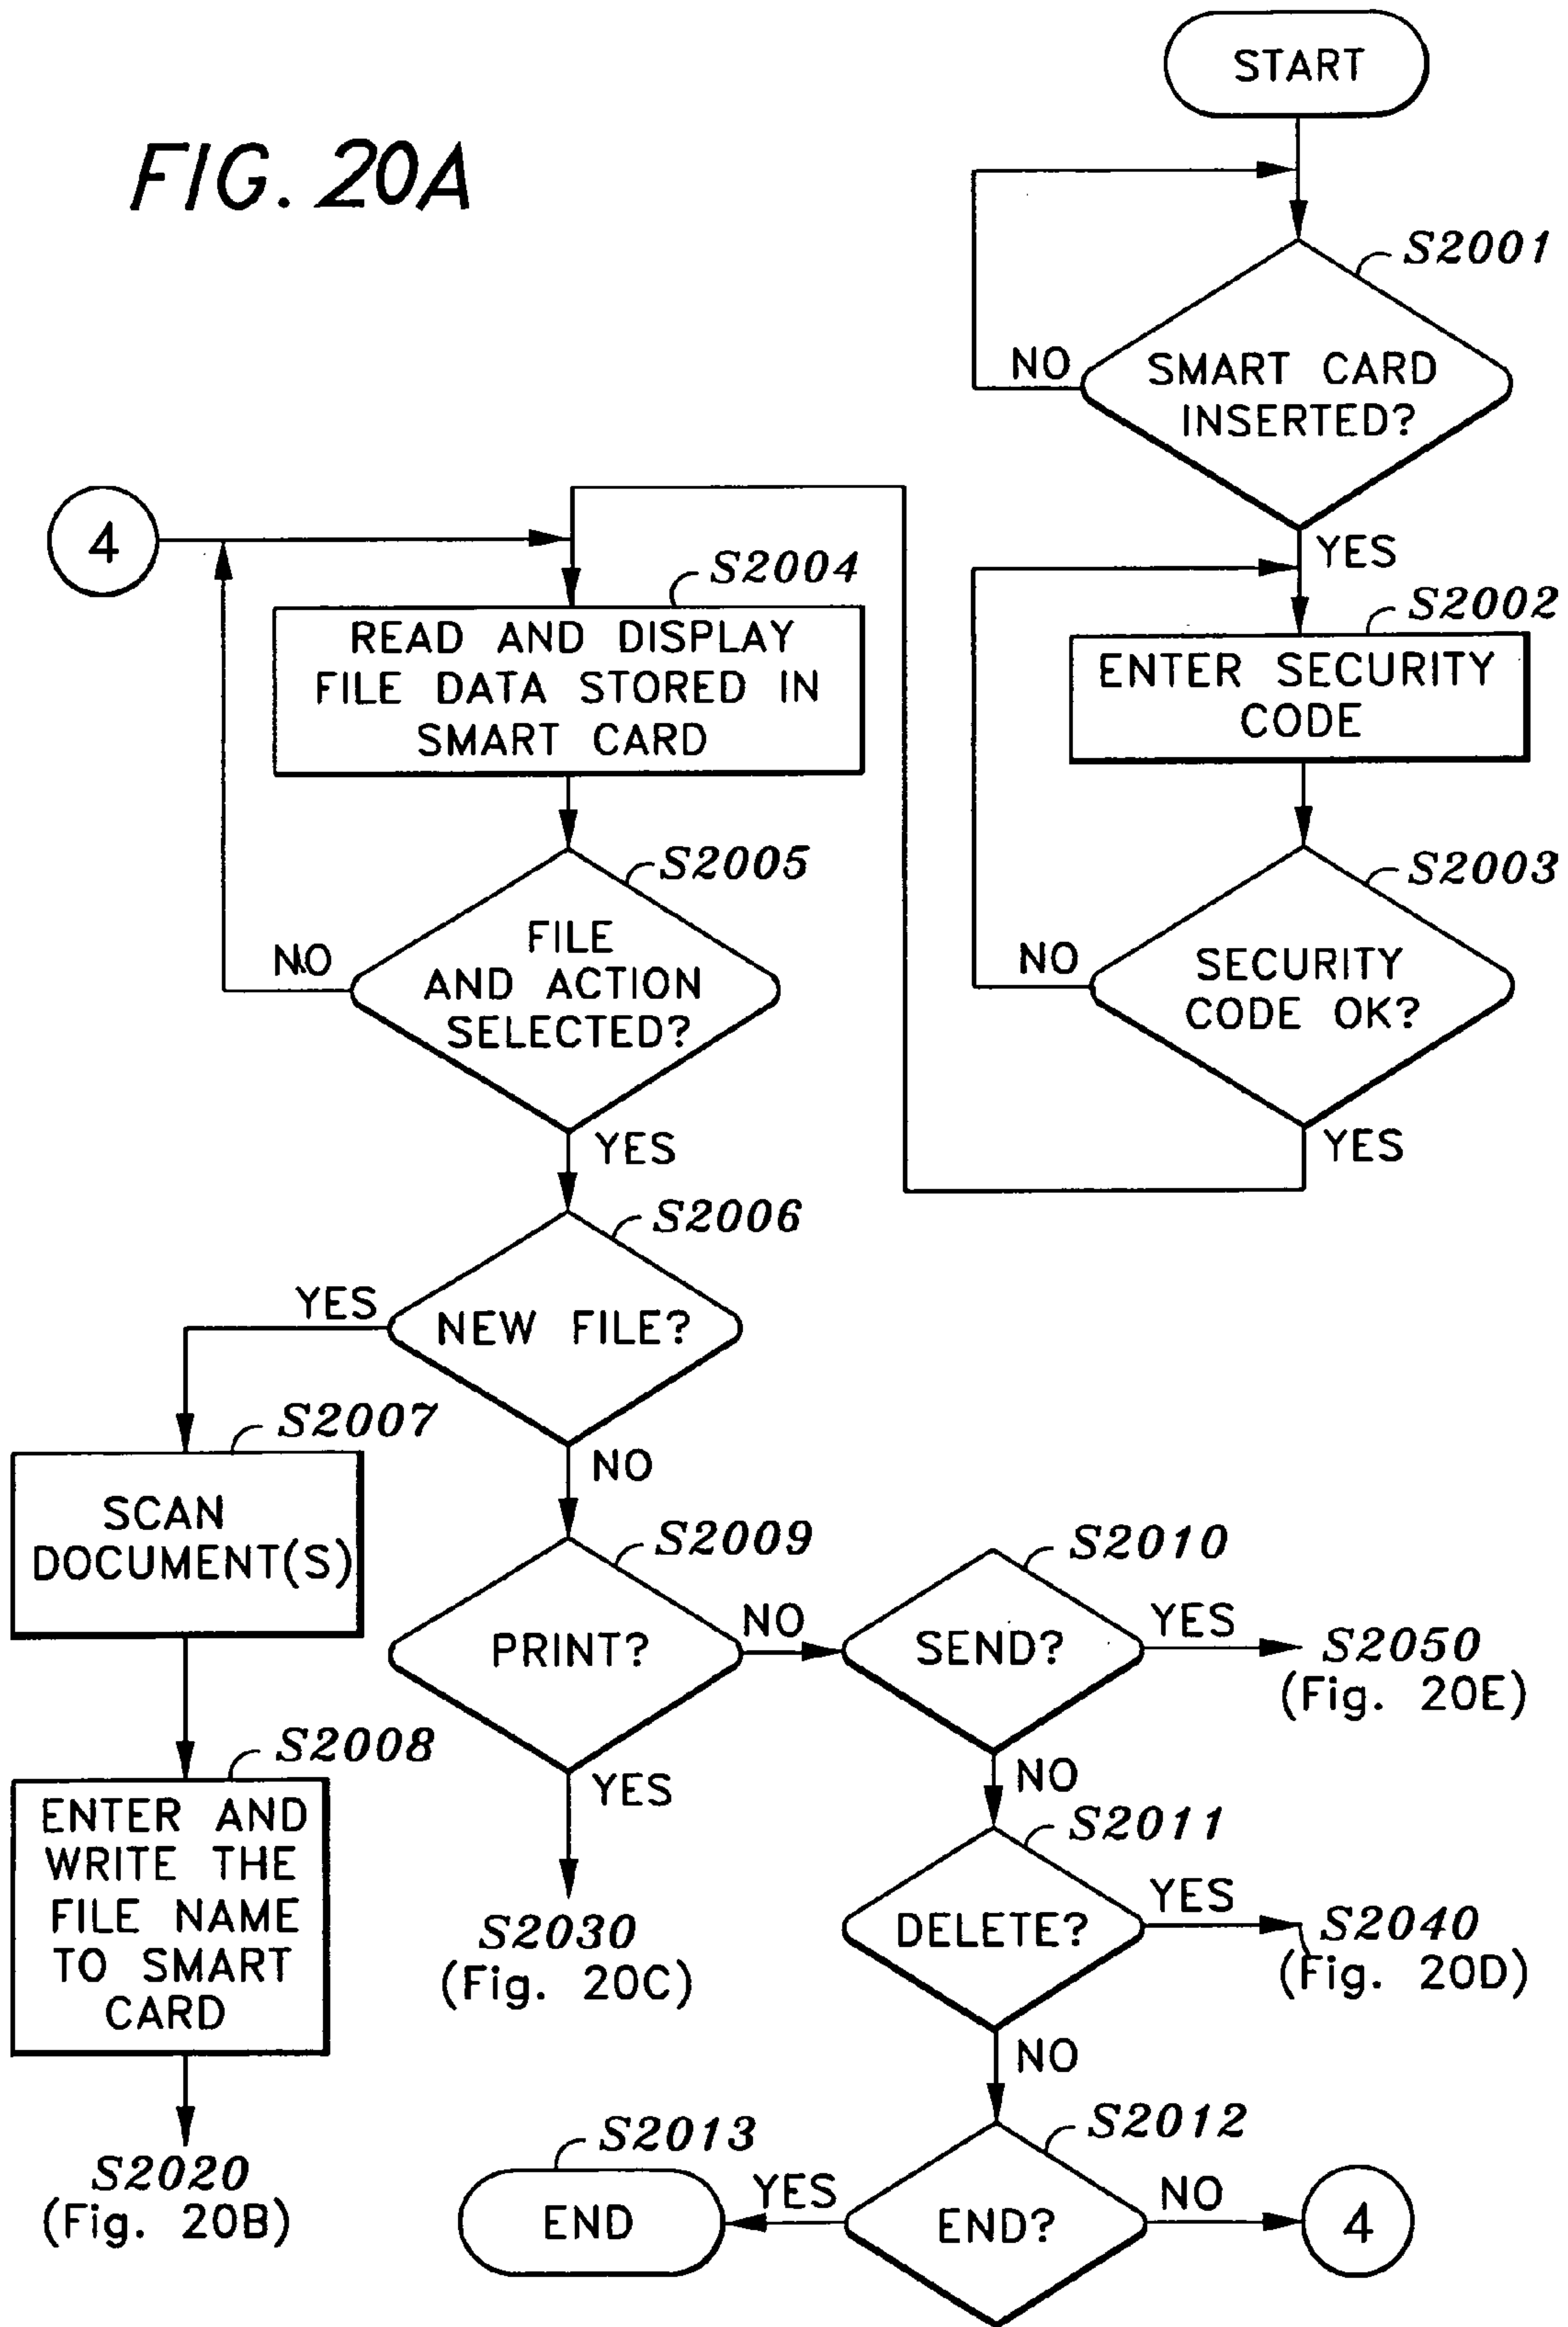 FIG. 20A
START
S2001
SMART CARD
INSERTED?
NO
YES
S2002
ENTER SECURITY
CODE
S2003
SECURITY
CODE OK?
NO
YES
4
S2004
READ AND DISPLAY
FILE DATA STORED IN
SMART CARD
S2005
FILE
AND ACTION
SELECTED?
NO
YES
S2006
NEW FILE?
YES
NO
S2007
SCAN
DOCUMENT(S)
S2008
ENTER AND
WRITE THE
FILE NAME
TO SMART
CARD
S2020
(Fig. 20B)
S2009
PRINT?
NO
YES
S2030
(Fig. 20C)
S2010
SEND?
YES
S2050
(Fig. 20E)
NO
S2011
DELETE?
YES
S2040
(Fig. 20D)
NO
S2012
END?
YES
S2013
END
NO
4